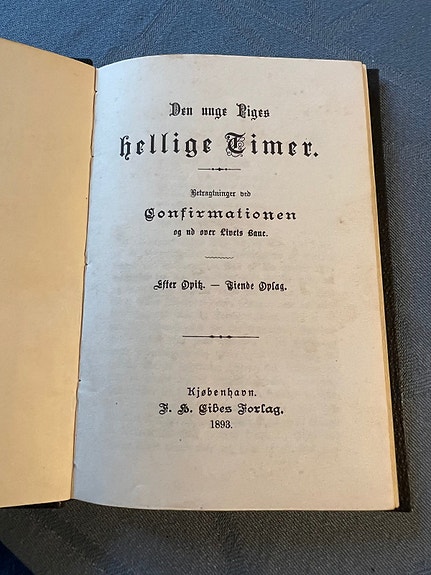 Den unge Piges
hellige Timer.
Betragtninger ved
Confirmationen
og ud over Livets Bane.
Efter Opitz. — Tiende Oplag.
Kjøbenhavn.
F. H. Eibes Forlag.
1893.